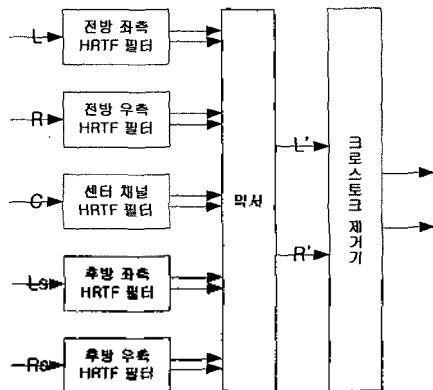 L
전방 좌측
HRTF 필터
R
전방 우측
HRTF 필터
C
센터 채널
HRTF 필터
Ls
후방 좌측
HRTF 필터
Rs
후방 우측
HRTF 필터
믹서
L'
R'
크로스토크 제거기